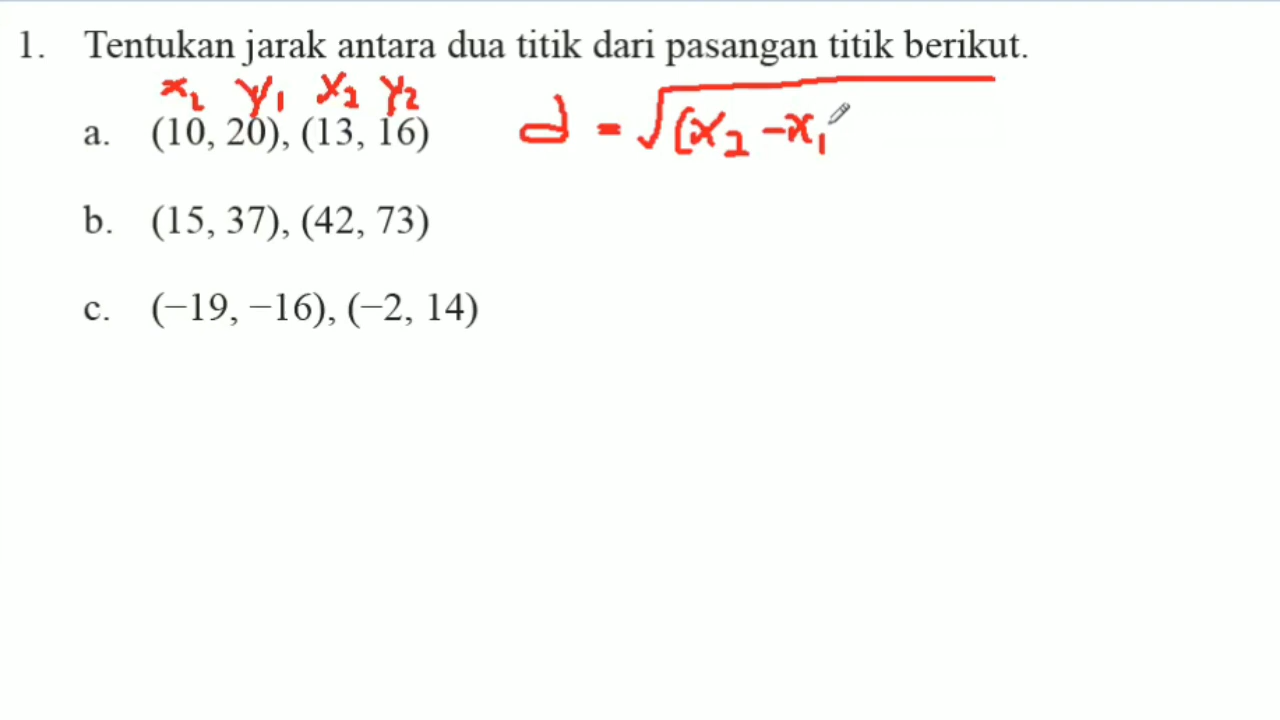 1. Tentukan jarak antara dua titik dari pasangan titik berikut.
x₁ y₁ x₂ y₂
a. (10, 20), (13, 16) d = √(x₂ − x₁
b. (15, 37), (42, 73)
c. (−19, −16), (−2, 14)